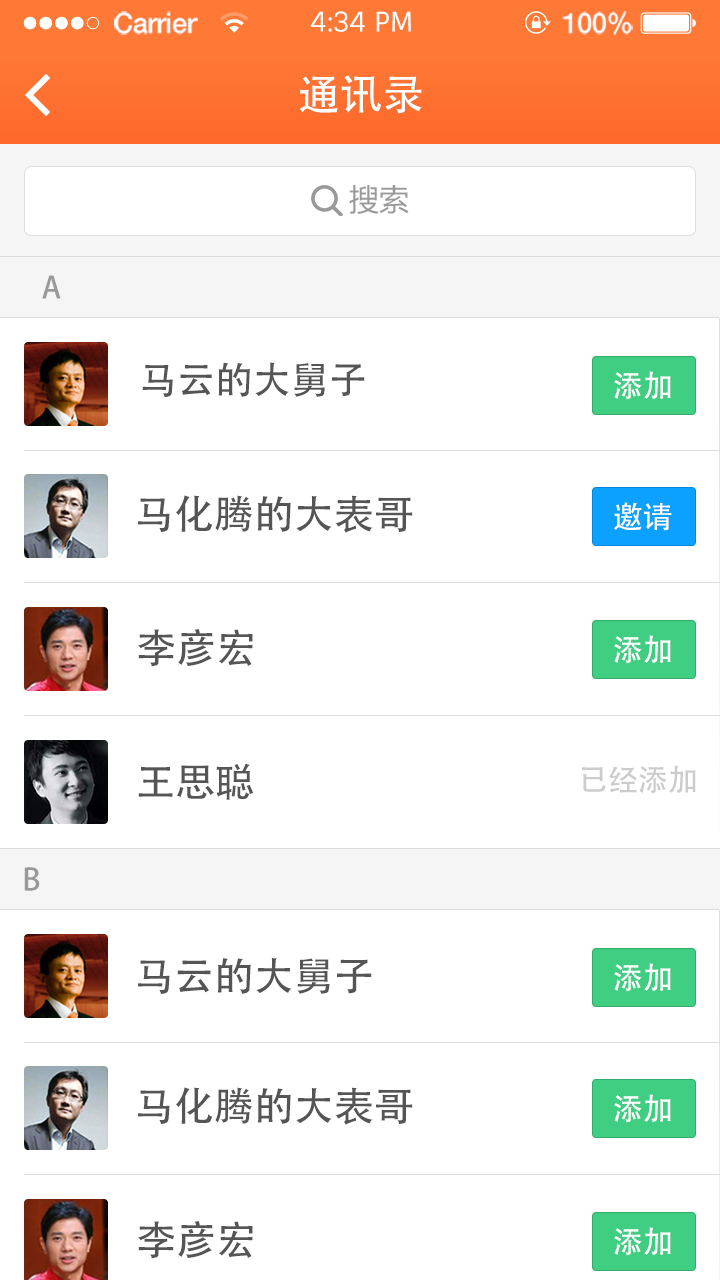 Carrier 4:34 PM 100%
通讯录
搜索
A
马云的大舅子 添加
马化腾的大表哥 邀请
李彦宏 添加
王思聪 已经添加
B
马云的大舅子 添加
马化腾的大表哥 添加
李彦宏 添加